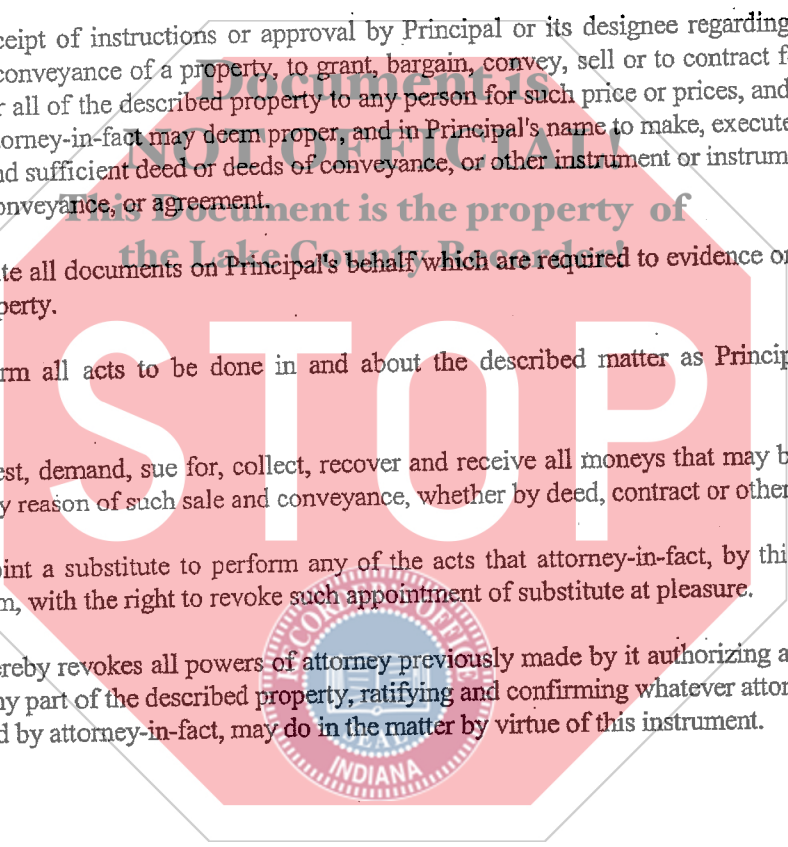 ceipt of instructions or approval by Principal or its designee regarding
conveyance of a property, to grant, bargain, convey, sell or to contract f
Document is
r all of the described property to any person for such price or prices, and
orney-in-fact may deem proper, and in Principal's name to make, execute
NOT OFFICIAL!
nd sufficient deed or deeds of conveyance, or other instrument or instrum
onveyance, or agreement.
This Document is the property of
the Lake County Recorder!
te all documents on Principal's behalf which are required to evidence or
perty.
STOP
rm all acts to be done in and about the described matter as Princip
est, demand, sue for, collect, recover and receive all moneys that may b
y reason of such sale and conveyance, whether by deed, contract or other
oint a substitute to perform any of the acts that attorney-in-fact, by thi
n, with the right to revoke such appointment of substitute at pleasure.
RECORDER'S OFFICE
ereby revokes all powers of attorney previously made by it authorizing a
ny part of the described property, ratifying and confirming whatever attor
d by attorney-in-fact, may do in the matter by virtue of this instrument.
SEAL
INDIANA